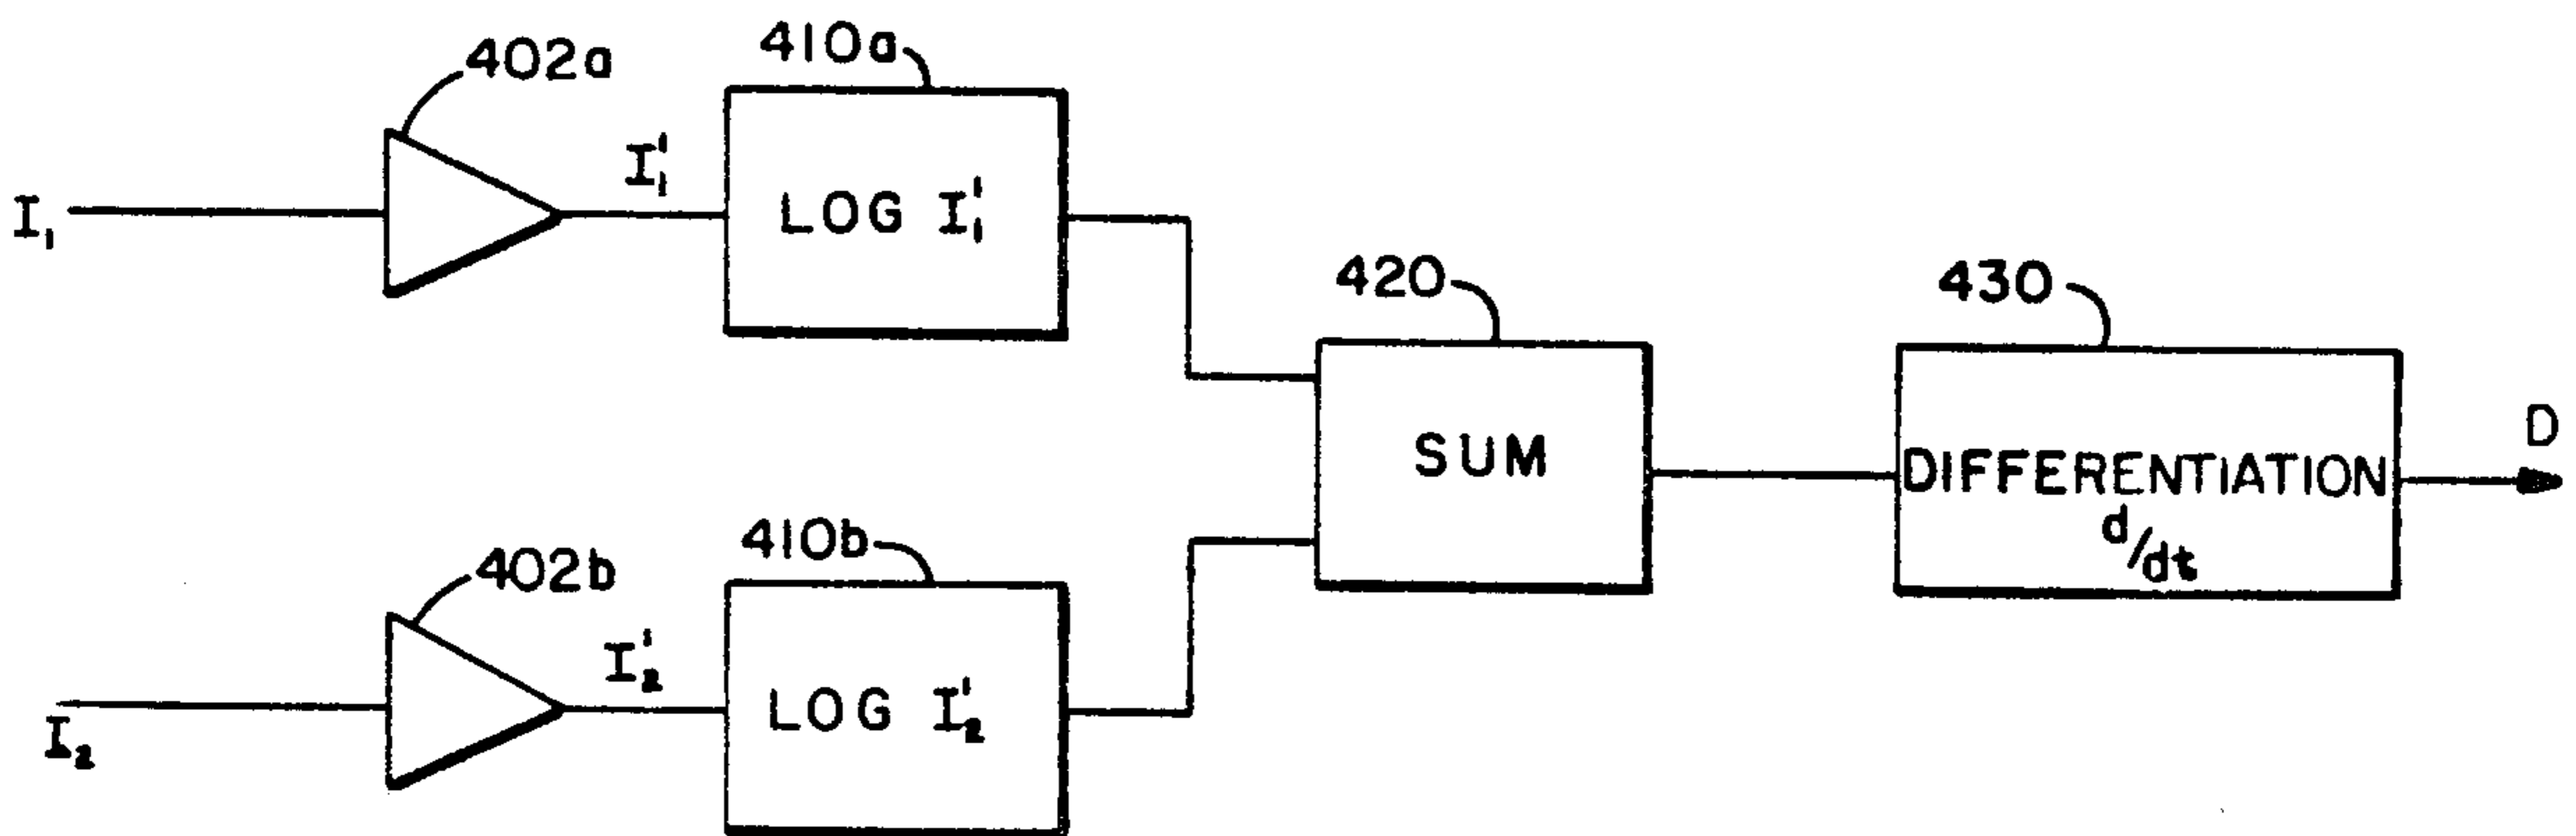 410a
402a
I₁'
LOG I₁'
I₁
420
430
SUM
D
DIFFERENTIATION
d/dt
410b
402b
I₂'
LOG I₂'
I₂